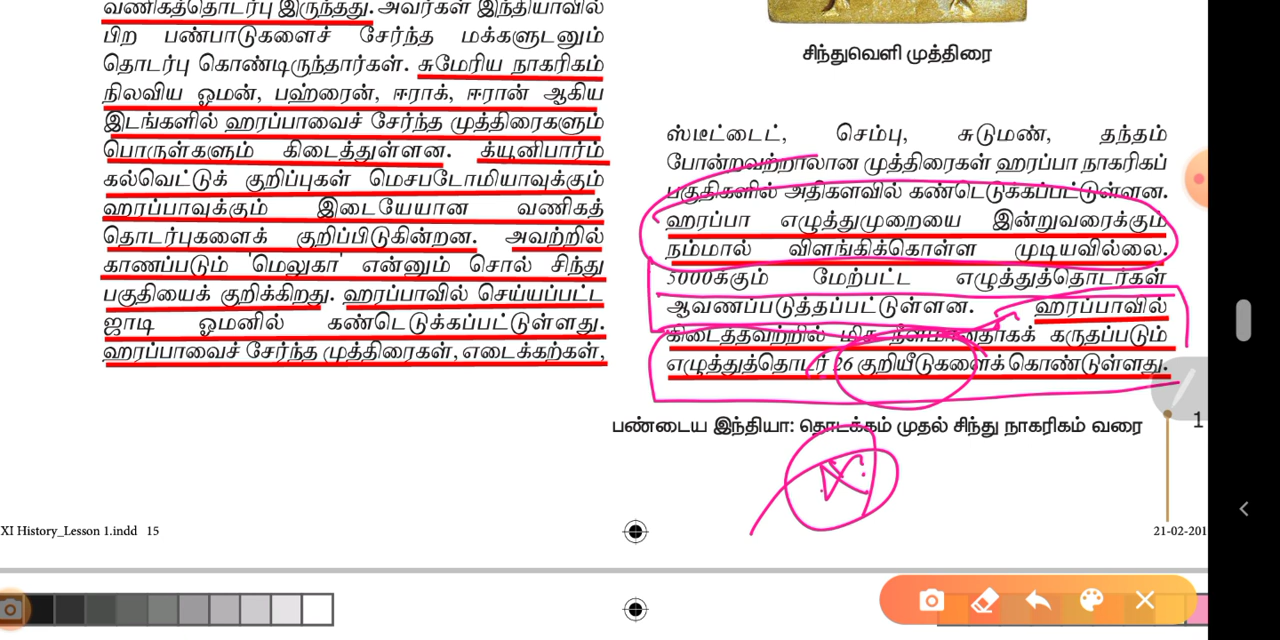 வணிகத்தொடர்பு இருந்தது. அவர்கள் இந்தியாவில்
பிற பண்பாடுகளைச் சேர்ந்த மக்களுடனும்
தொடர்பு கொண்டிருந்தார்கள். சுமேரிய நாகரிகம்
நிலவிய ஓமன், பஹ்ரைன், ஈராக், ஈரான் ஆகிய
இடங்களில் ஹரப்பாவைச் சேர்ந்த முத்திரைகளும்
பொருள்களும் கிடைத்துள்ளன. க்யூனிபார்ம்
கல்வெட்டுக் குறிப்புகள் மெசபடோமியாவுக்கும்
ஹரப்பாவுக்கும் இடையேயான வணிகத்
தொடர்புகளைக் குறிப்பிடுகின்றன. அவற்றில்
காணப்படும் 'மெலுகா' என்னும் சொல் சிந்து
பகுதியைக் குறிக்கிறது. ஹரப்பாவில் செய்யப்பட்ட
ஜாடி ஓமனில் கண்டெடுக்கப்பட்டுள்ளது.
ஹரப்பாவைச் சேர்ந்த முத்திரைகள், எடைக்கற்கள்,
சிந்துவெளி முத்திரை
ஸ்டீட்டைட், செம்பு, சுடுமண், தந்தம்
போன்றவற்றாலான முத்திரைகள் ஹரப்பா நாகரிகப்
பகுதிகளில் அதிகளவில் கண்டெடுக்கப்பட்டுள்ளன.
ஹரப்பா எழுத்துமுறையை இன்றுவரைக்கும்
நம்மால் விளங்கிக்கொள்ள முடியவில்லை.
5000க்கும் மேற்பட்ட எழுத்துத்தொடர்கள்
ஆவணப்படுத்தப்பட்டுள்ளன. ஹரப்பாவில்
கிடைத்தவற்றில் மிக நீளமானதாகக் கருதப்படும்
எழுத்துத்தொடர் 26 குறியீடுகளைக் கொண்டுள்ளது.
பண்டைய இந்தியா: தொடக்கம் முதல் சிந்து நாகரிகம் வரை
1
XI History_Lesson 1.indd 15
21-02-201